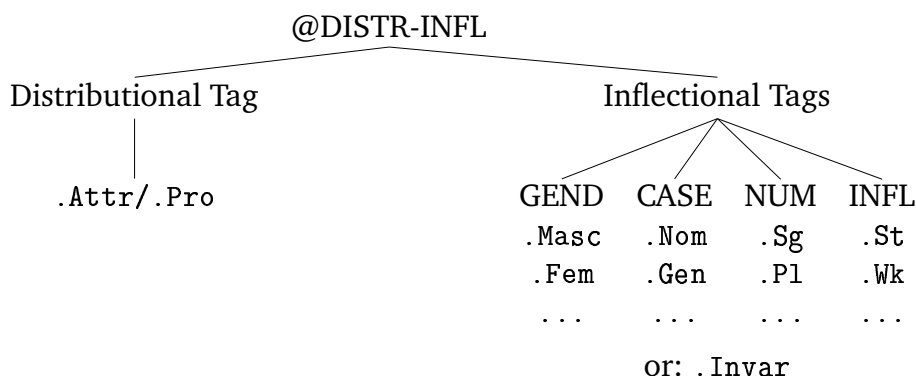 @DISTR-INFL
Distributional Tag Inflectional Tags
.Attr/.Pro GEND CASE NUM INFL
.Masc .Nom .Sg .St
.Fem .Gen .Pl .Wk
... ... ... ...
or: .Invar